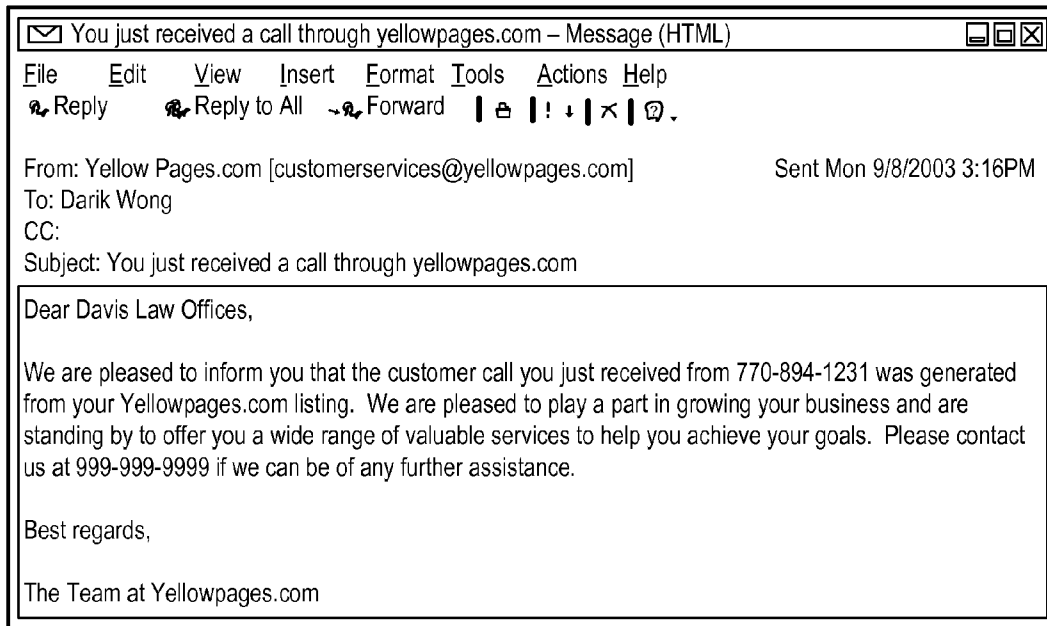 You just received a call through yellowpages.com – Message (HTML)
File Edit View Insert Format Tools Actions Help
Reply Reply to All Forward
From: Yellow Pages.com [customerservices@yellowpages.com] Sent Mon 9/8/2003 3:16PM
To: Darik Wong
CC:
Subject: You just received a call through yellowpages.com
Dear Davis Law Offices,
We are pleased to inform you that the customer call you just received from 770-894-1231 was generated
from your Yellowpages.com listing. We are pleased to play a part in growing your business and are
standing by to offer you a wide range of valuable services to help you achieve your goals. Please contact
us at 999-999-9999 if we can be of any further assistance.
Best regards,
The Team at Yellowpages.com